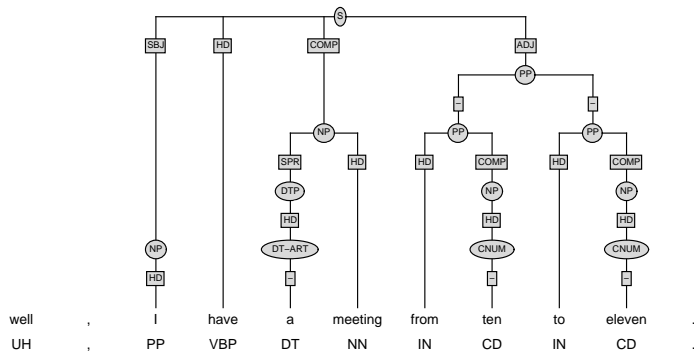 S
SBJ HD COMP ADJ
PP
– –
NP PP PP
SPR HD HD COMP HD COMP
DTP NP NP
HD HD HD
NP DT–ART CNUM CNUM
HD – – –
well , I have a meeting from ten to eleven .
UH , PP VBP DT NN IN CD IN CD .